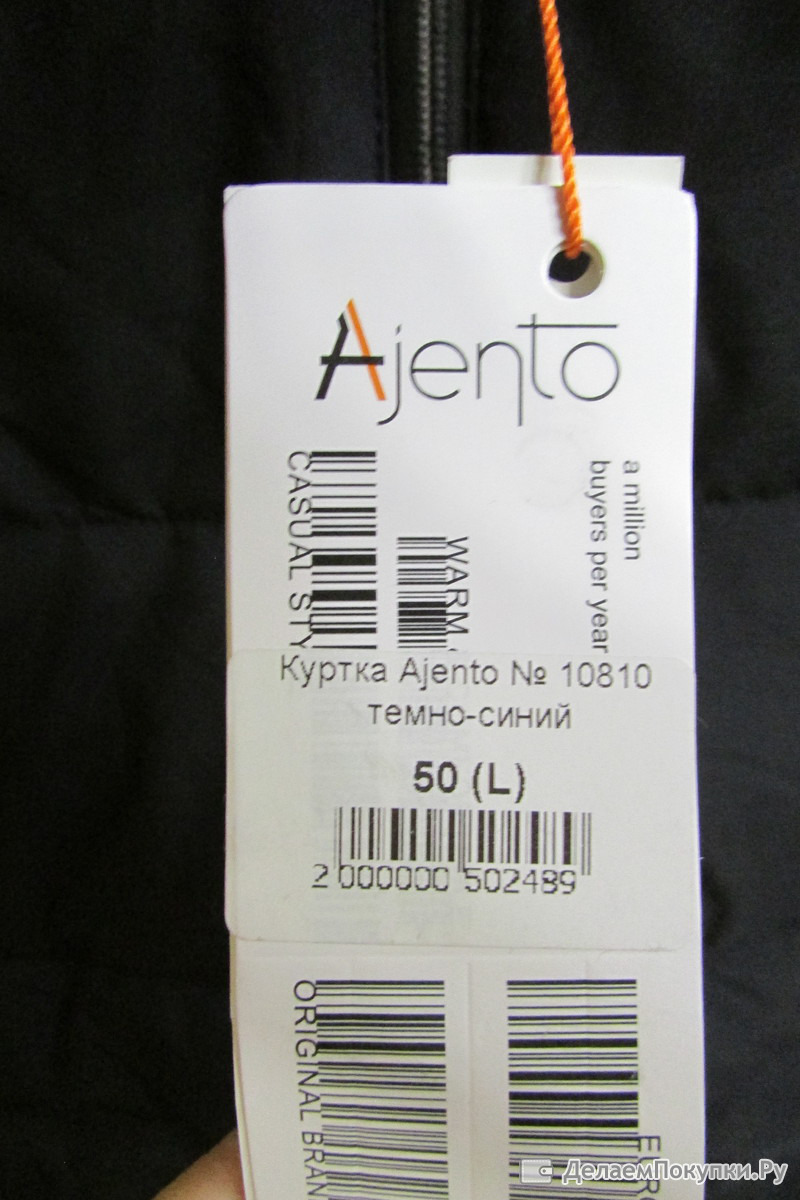 Ajento
a million
buyers per year
CASUAL STY
WARM
Куртка Ajento № 10810
темно-синий
50 (L)
2 000000 502489
ORIGINAL BRAN
ДелаемПокупки.Ру